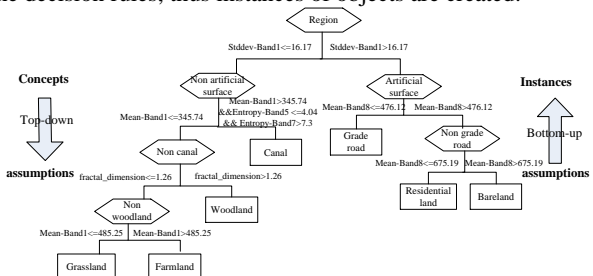 le decision rules, thus instances of objects are created.
Region
Stddev-Band1<=16.17
Stddev-Band1>16.17
Concepts
Top-down
assumptions
Instances
Bottom-up
assumptions
Non artificial
surface
Artificial
surface
Mean-Band1<=345.74
Mean-Band1>345.74
&&Entropy-Band5 <=4.04
&& Entropy-Band7>7.3
Mean-Band8<=476.12
Mean-Band8>476.12
Non canal
Canal
Grade
road
Non grade
road
fractal_dimension<=1.26
fractal_dimension>1.26
Mean-Band8<=675.19
Mean-Band8>675.19
Non
woodland
Woodland
Residential
land
Bareland
Mean-Band1<=485.25
Mean-Band1>485.25
Grassland
Farmland